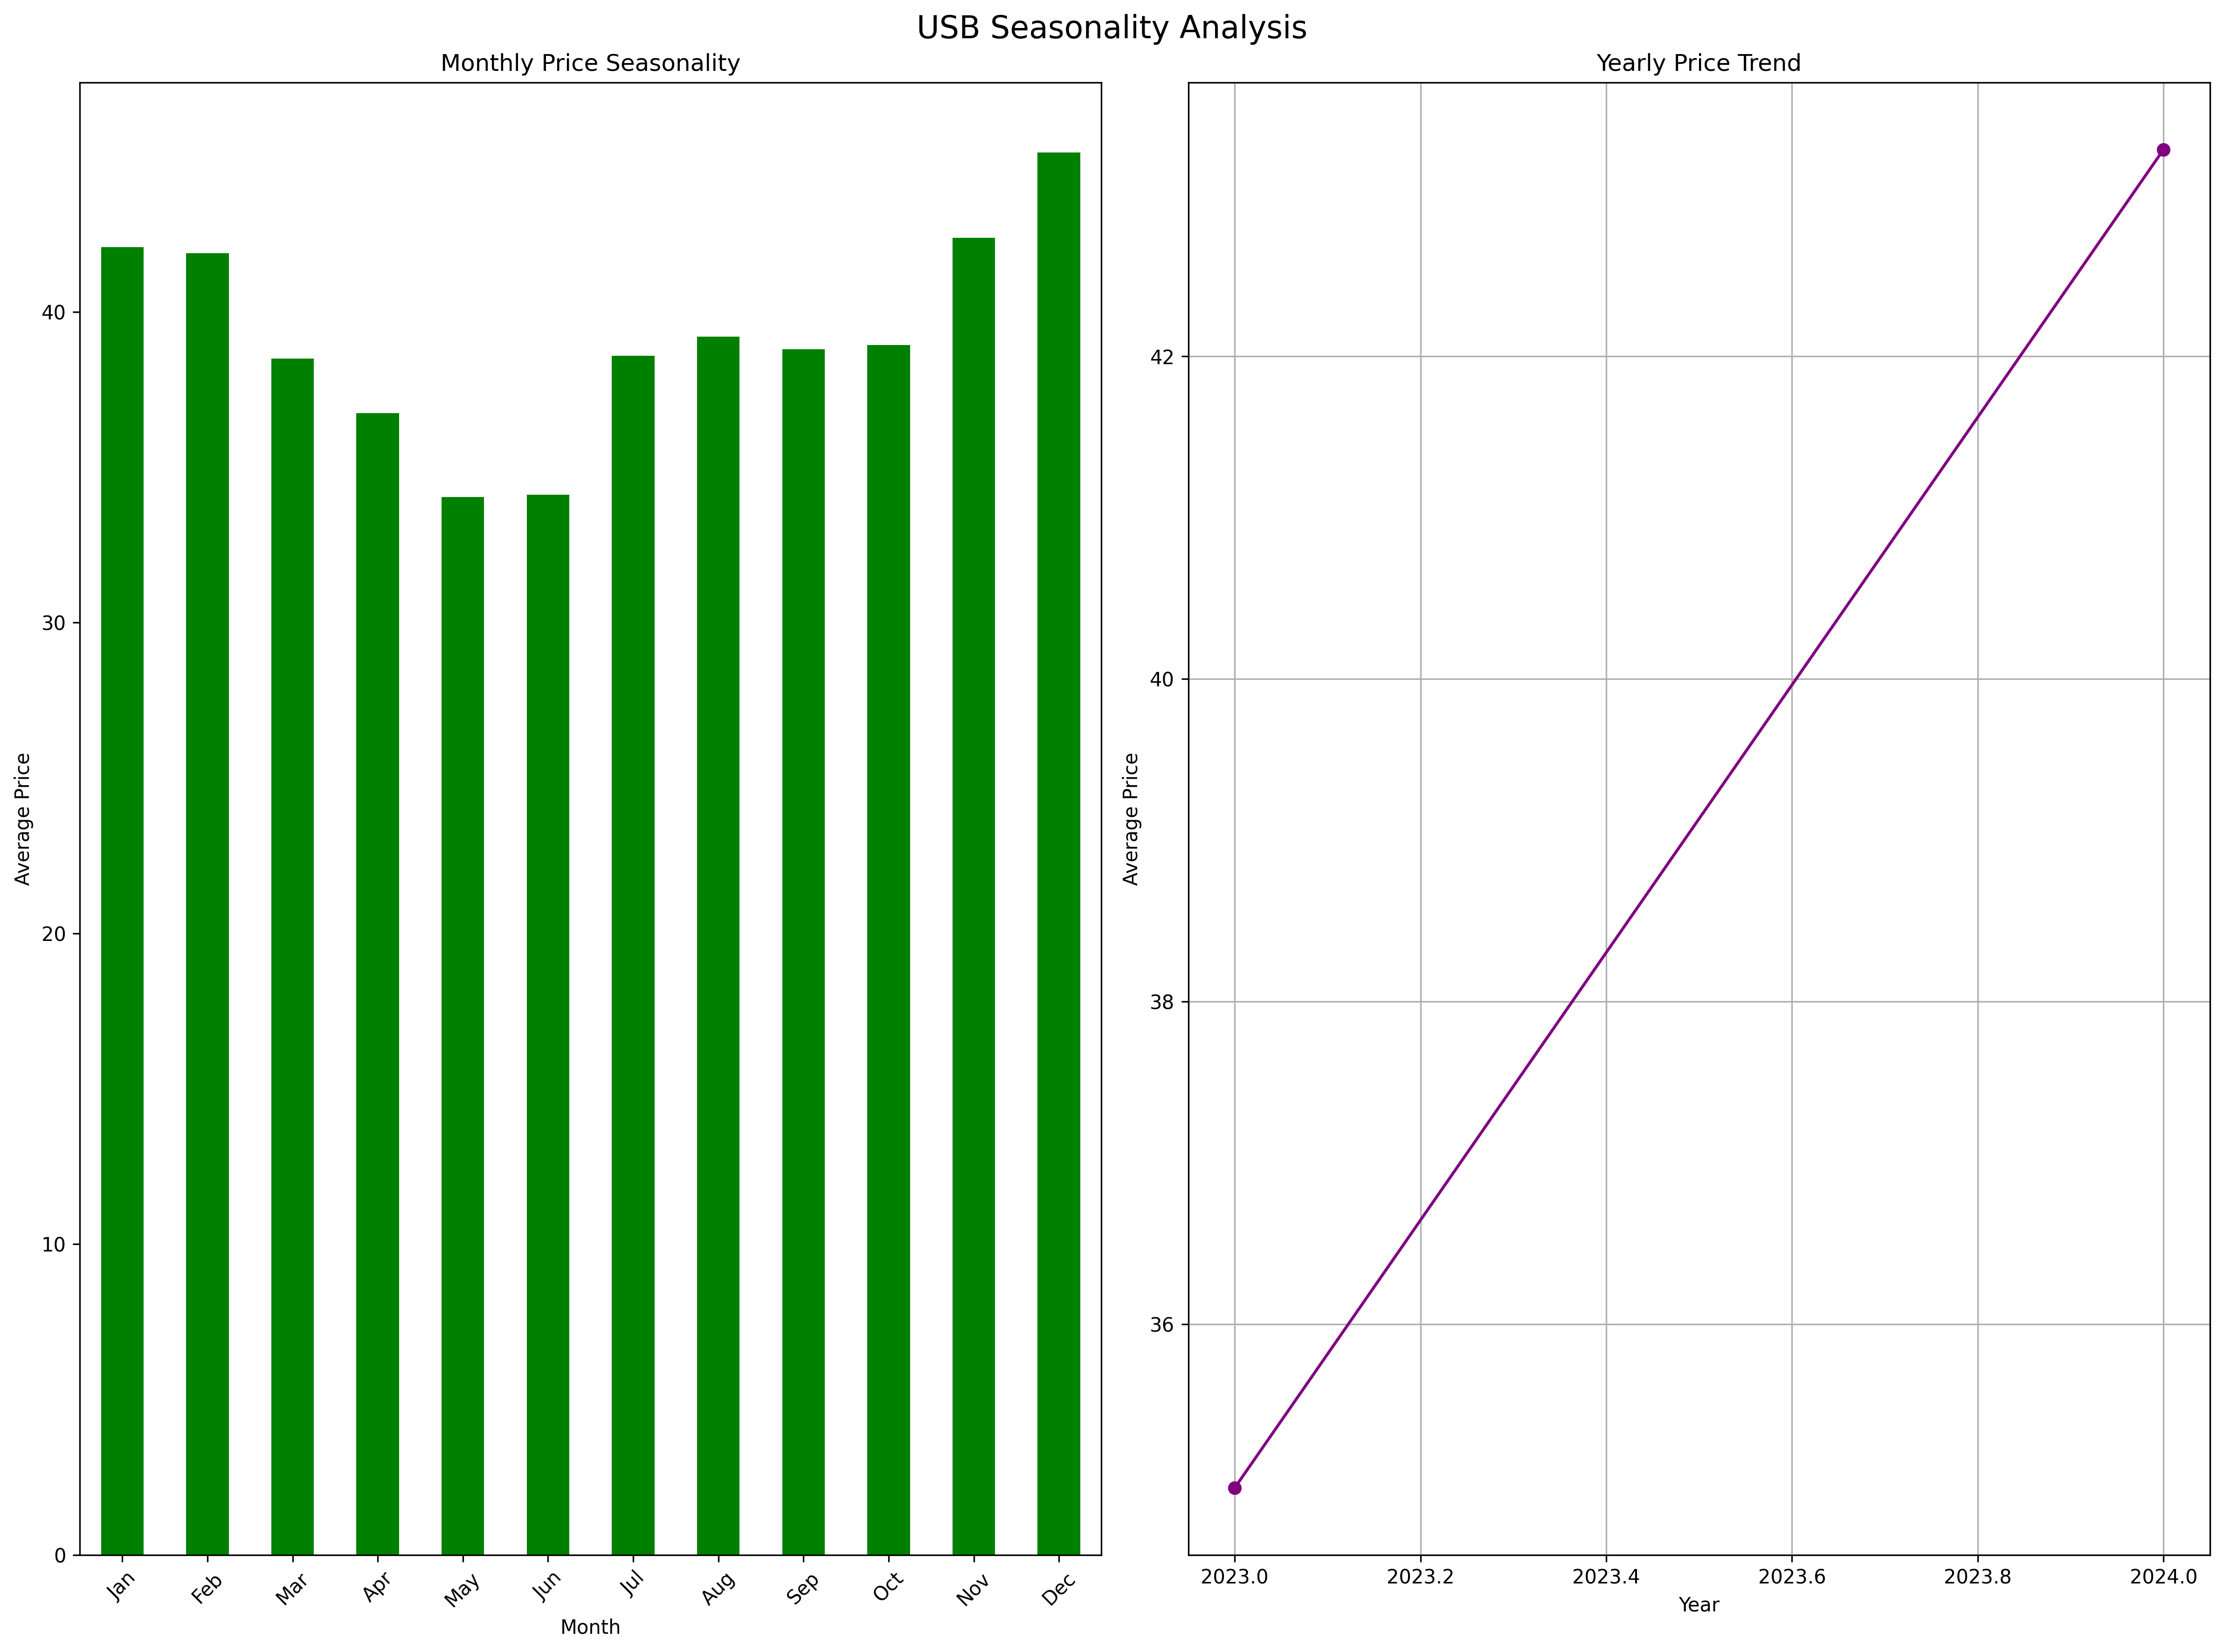 USB Seasonality Analysis
Monthly Price Seasonality
Average Price
40
30
20
10
0
Jan Feb Mar Apr May Jun Jul Aug Sep Oct Nov Dec
Month
Yearly Price Trend
Average Price
42
40
38
36
2023.0 2023.2 2023.4 2023.6 2023.8 2024.0
Year